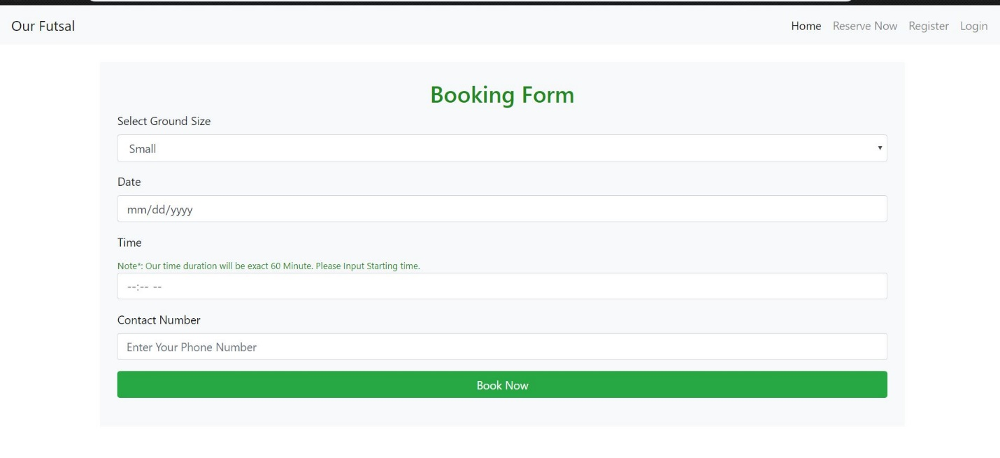 Our Futsal
Home Reserve Now Register Login
Booking Form
Select Ground Size
Small
Date
mm/dd/yyyy
Time
Note*: Our time duration will be exact 60 Minute. Please Input Starting time.
--:-- --
Contact Number
Enter Your Phone Number
Book Now